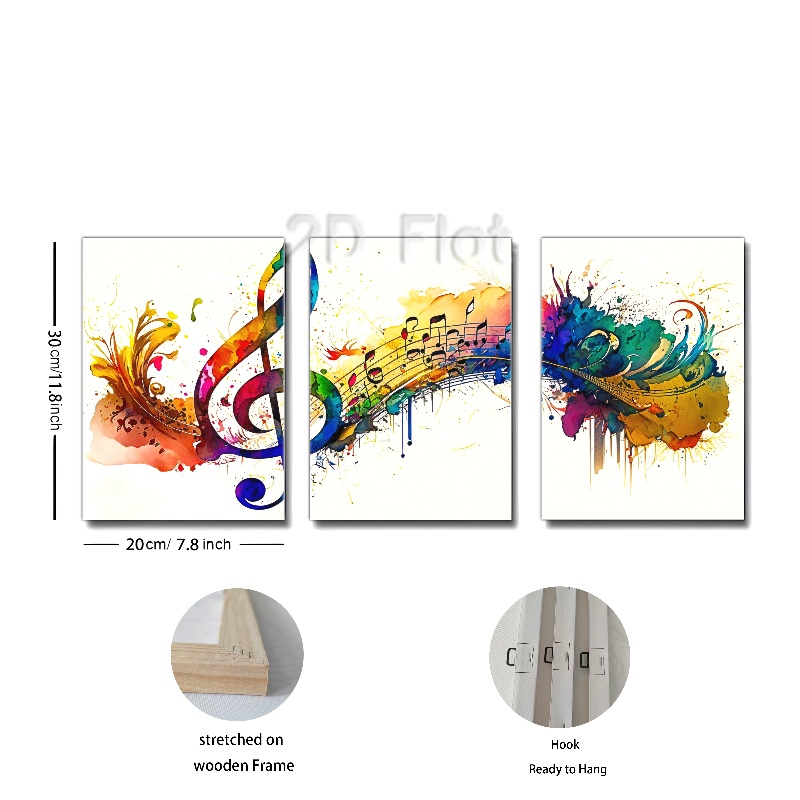 2D Flat
30cm/11.8inch
20cm/ 7.8 inch
stretched on
wooden Frame
Hook
Ready to Hang